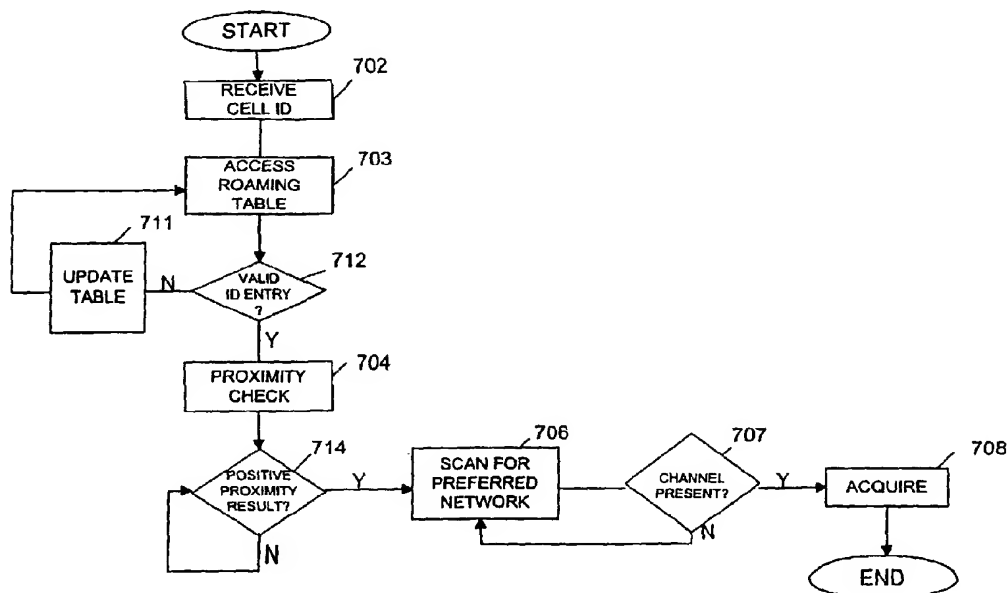 START
702
RECEIVE
CELL ID
703
ACCESS
ROAMING
TABLE
711
UPDATE
TABLE
N
712
VALID
ID ENTRY
?
Y
704
PROXIMITY
CHECK
714
POSITIVE
PROXIMITY
RESULT?
Y
N
706
SCAN FOR
PREFERRED
NETWORK
707
CHANNEL
PRESENT?
Y
N
708
ACQUIRE
END